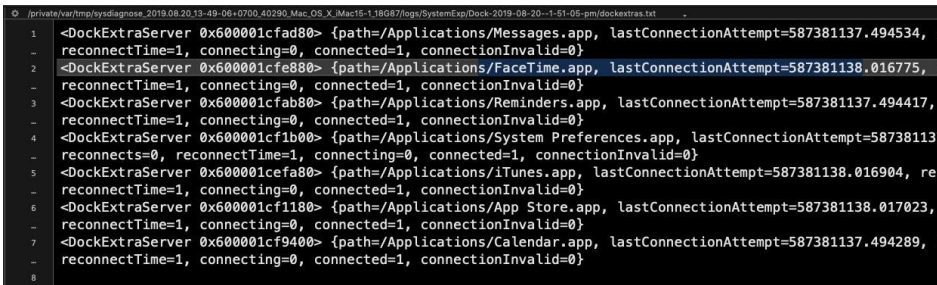 /private/var/tmp/sysdiagnose_2019.08.20_13-49-06+0700_40290_Mac_OS_X_iMac15-1_18G87/logs/SystemExp/Dock-2019-08-20--1-51-05-pm/dockextras.txt
1 <DockExtraServer 0x600001cfad80> {path=/Applications/Messages.app, lastConnectionAttempt=587381137.494534,
reconnectTime=1, connecting=0, connected=1, connectionInvalid=0}
2 <DockExtraServer 0x600001cfe880> {path=/Applications/FaceTime.app, lastConnectionAttempt=587381138.016775,
reconnectTime=1, connecting=0, connected=1, connectionInvalid=0}
3 <DockExtraServer 0x600001cfab80> {path=/Applications/Reminders.app, lastConnectionAttempt=587381137.494417,
reconnectTime=1, connecting=0, connected=1, connectionInvalid=0}
4 <DockExtraServer 0x600001cf1b00> {path=/Applications/System Preferences.app, lastConnectionAttempt=58738113
reconnects=0, reconnectTime=1, connecting=0, connected=1, connectionInvalid=0}
5 <DockExtraServer 0x600001cefa80> {path=/Applications/iTunes.app, lastConnectionAttempt=587381138.016904, re
reconnectTime=1, connecting=0, connected=1, connectionInvalid=0}
6 <DockExtraServer 0x600001cf1180> {path=/Applications/App Store.app, lastConnectionAttempt=587381138.017023,
reconnectTime=1, connecting=0, connected=1, connectionInvalid=0}
7 <DockExtraServer 0x600001cf9400> {path=/Applications/Calendar.app, lastConnectionAttempt=587381137.494289,
reconnectTime=1, connecting=0, connected=1, connectionInvalid=0}
8